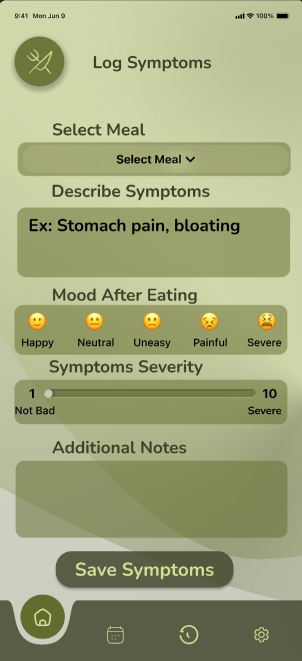 9:41 Mon Jun 9 100%
Log Symptoms
Select Meal
Select Meal
Describe Symptoms
Ex: Stomach pain, bloating
Mood After Eating
Happy Neutral Uneasy Painful Severe
Symptoms Severity
1 10
Not Bad Severe
Additional Notes
Save Symptoms